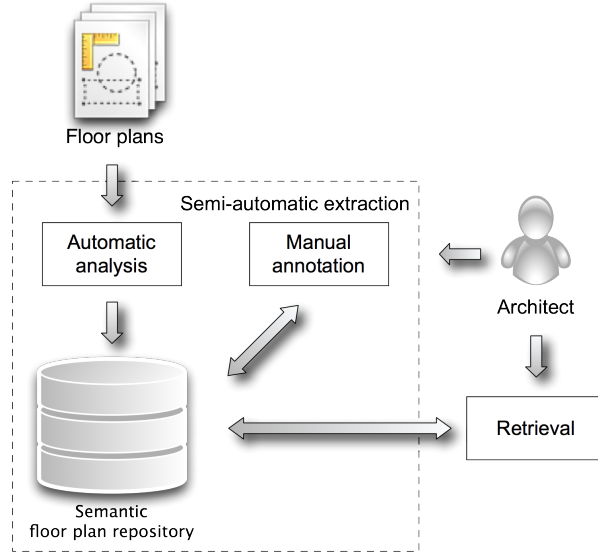 Floor plans
Semi-automatic extraction
Automatic
analysis
Manual
annotation
Architect
Retrieval
Semantic
floor plan repository